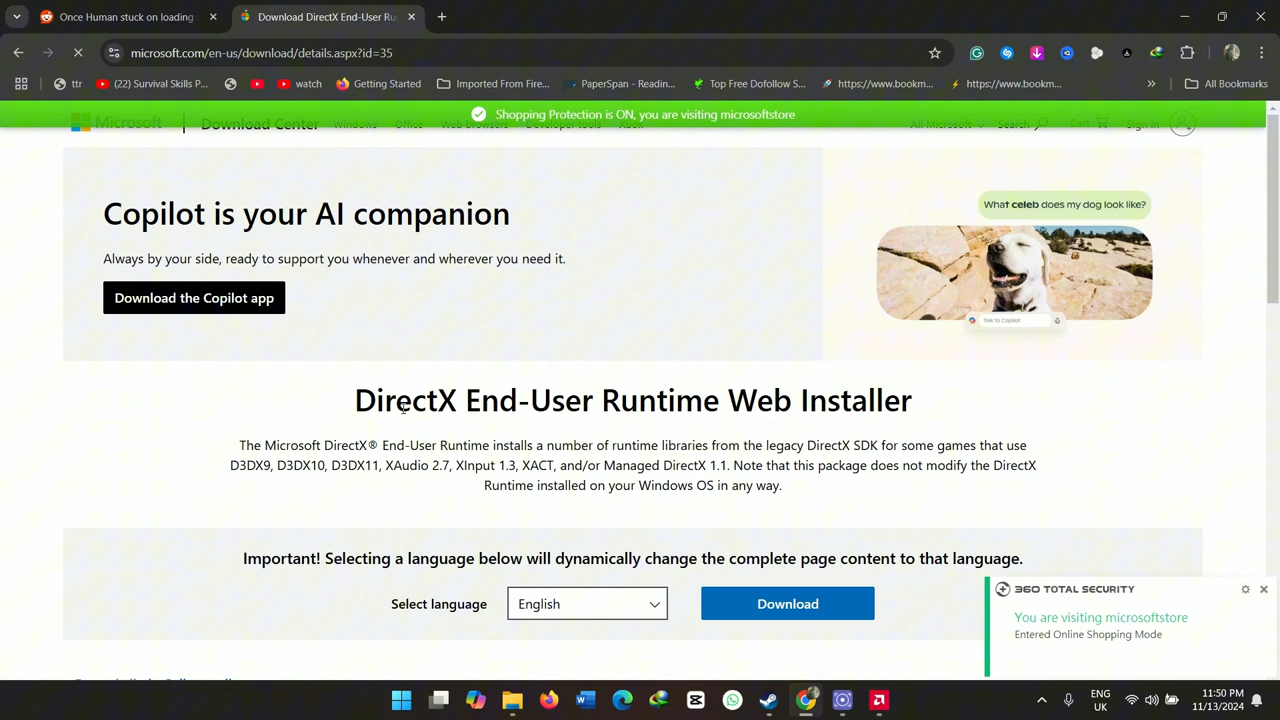 Once Human stuck on loading
Download DirectX End-User Ru
microsoft.com/en-us/download/details.aspx?id=35
ttr
(22) Survival Skills P...
watch
Getting Started
Imported From Fire...
PaperSpan - Readin...
Top Free Dofollow S...
https://www.bookm...
https://www.bookm...
All Bookmarks
Shopping Protection is ON, you are visiting microsoftstore
Microsoft
Download Center
Windows
Office
Web browsers
Developer tools
Xbox
All Microsoft
Search
Cart
Sign in
Copilot is your AI companion
Always by your side, ready to support you whenever and wherever you need it.
Download the Copilot app
What celeb does my dog look like?
Talk to Copilot
DirectX End-User Runtime Web Installer
The Microsoft DirectX® End-User Runtime installs a number of runtime libraries from the legacy DirectX SDK for some games that use
D3DX9, D3DX10, D3DX11, XAudio 2.7, XInput 1.3, XACT, and/or Managed DirectX 1.1. Note that this package does not modify the DirectX
Runtime installed on your Windows OS in any way.
Important! Selecting a language below will dynamically change the complete page content to that language.
Select language
English
Download
360 TOTAL SECURITY
You are visiting microsoftstore
Entered Online Shopping Mode
ENG
UK
11:50 PM
11/13/2024